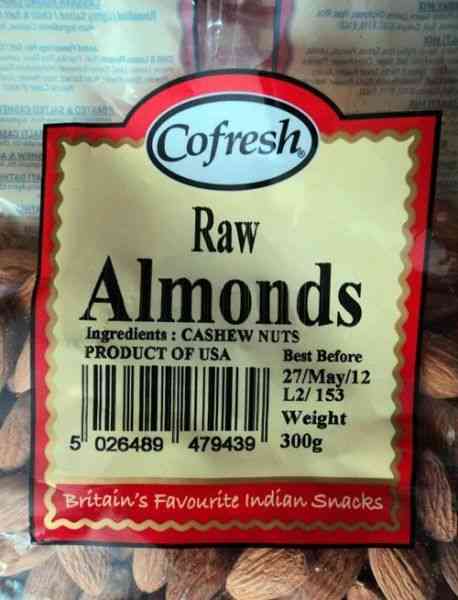 Cofresh®
Raw
Almonds
Ingredients : CASHEW NUTS
PRODUCT OF USA
Best Before
27/May/12
L2/ 153
Weight
300g
5 026489 479439
Britain's Favourite Indian Snacks